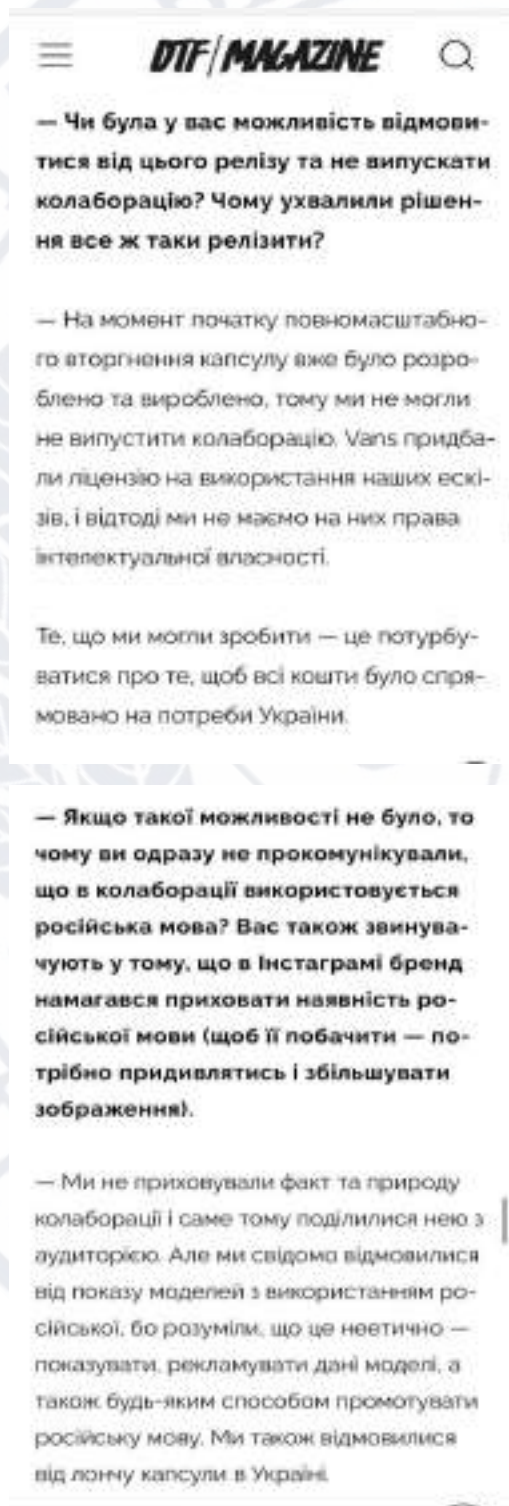 DTF/MAGAZINE
— Чи була у вас можливість відмови-
тися від цього релізу та не випускати
колаборацію? Чому ухвалили рішен-
ня все ж таки релізити?
— На момент початку повномасштабно-
го вторгнення капсулу вже було розро-
блено та вироблено, тому ми не могли
не випустити колаборацію. Vans придба-
ли ліцензію на використання наших ескі-
зів, і відтоді ми не маємо на них права
інтелектуальної власності.
Те, що ми могли зробити — це потурбу-
ватися про те, щоб всі кошти було спря-
мовано на потреби України.
— Якщо такої можливості не було, то
чому ви одразу не прокомунікували,
що в колаборації використовується
російська мова? Вас також звинува-
чують у тому, що в Інстаграмі бренд
намагався приховати наявність ро-
сійської мови (щоб її побачити — по-
трібно придивлятись і збільшувати
зображення).
— Ми не приховували факт та природу
колаборації і саме тому поділилися нею з
аудиторією. Але ми свідомо відмовилися
від показу моделей з використанням ро-
сійської, бо розуміли, що це неетично —
показувати, рекламувати дані моделі, а
також будь-яким способом промотувати
російську мову. Ми також відмовилися
від лончу капсули в Україні.